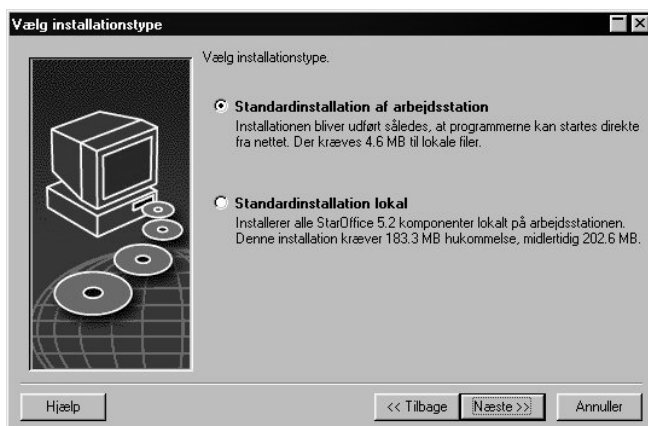 Vælg installationstype
Vælg installationstype.
Standardinstallation af arbejdsstation
Installationen bliver udført således, at programmerne kan startes direkte
fra nettet. Der kræves 4.6 MB til lokale filer.
Standardinstallation lokal
Installerer alle StarOffice 5.2 komponenter lokalt på arbejdsstationen.
Denne installation kræver 183.3 MB hukommelse, midlertidig 202.6 MB.
Hjælp
<< Tilbage
Næste >>
Annuller